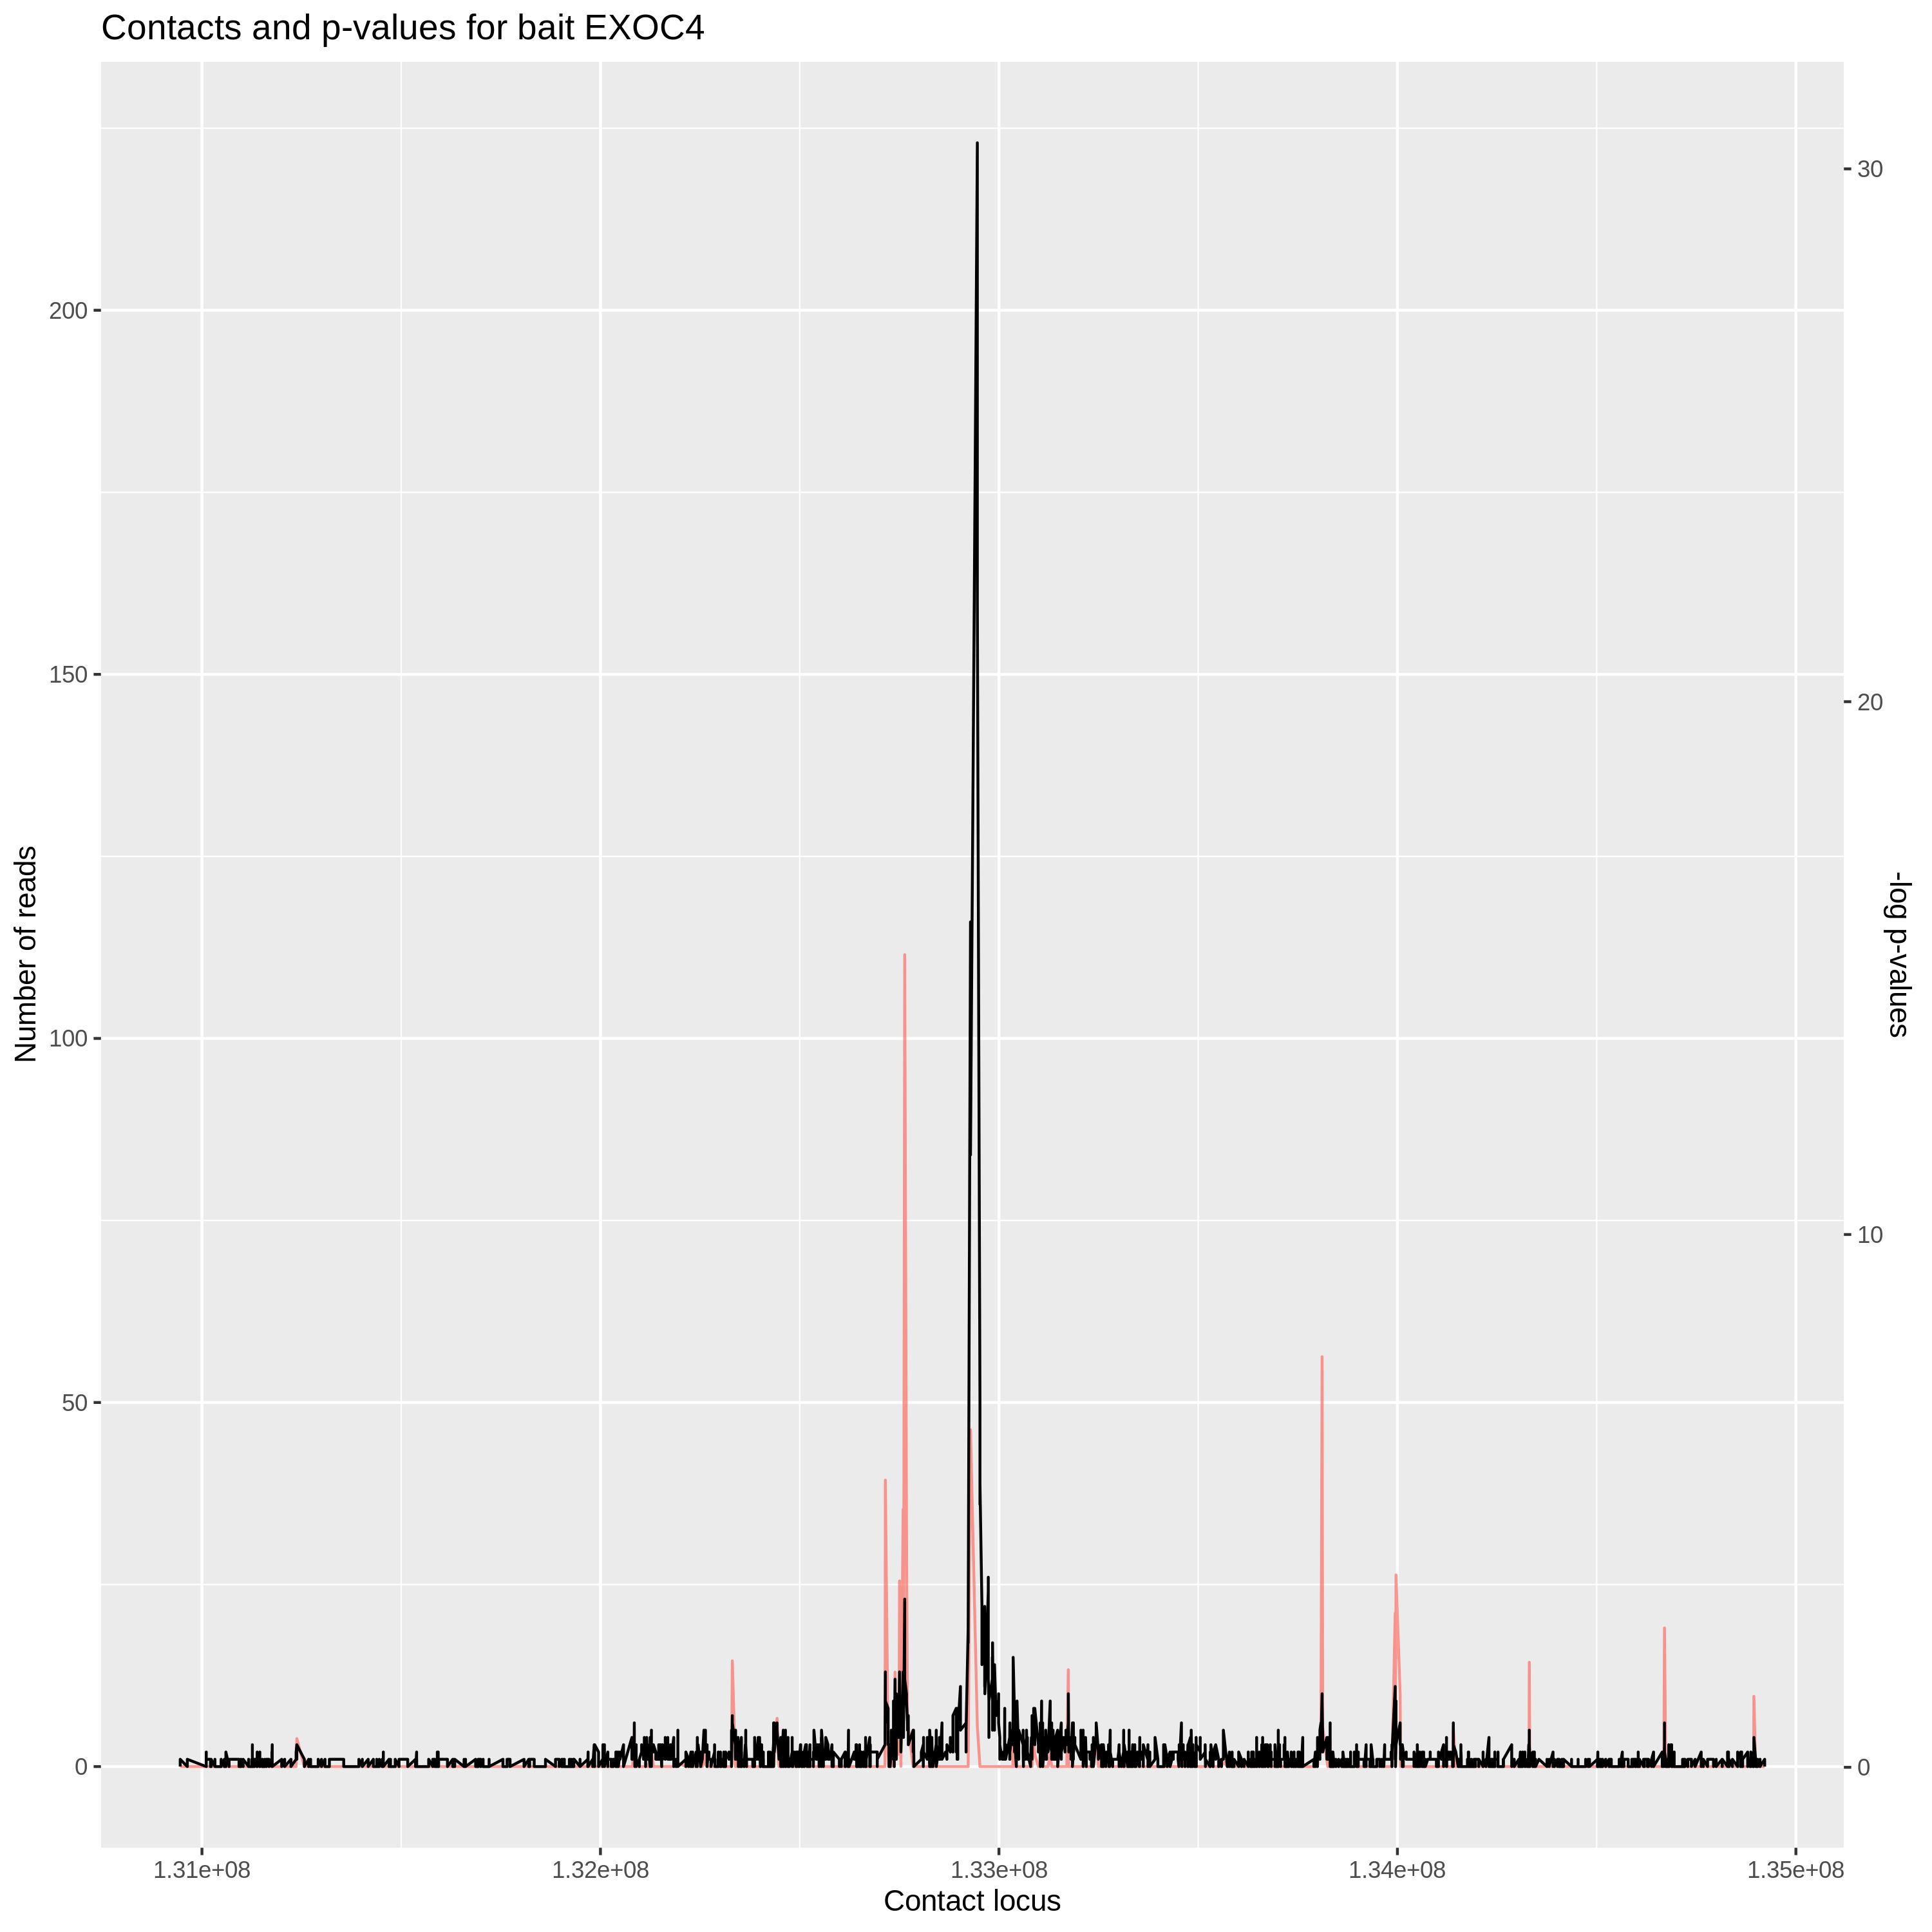 Contacts and p-values for bait EXOC4
200
150
100
50
0
Number of reads
30
20
10
0
-log p-values
1.31e+08
1.32e+08
1.33e+08
1.34e+08
1.35e+08
Contact locus